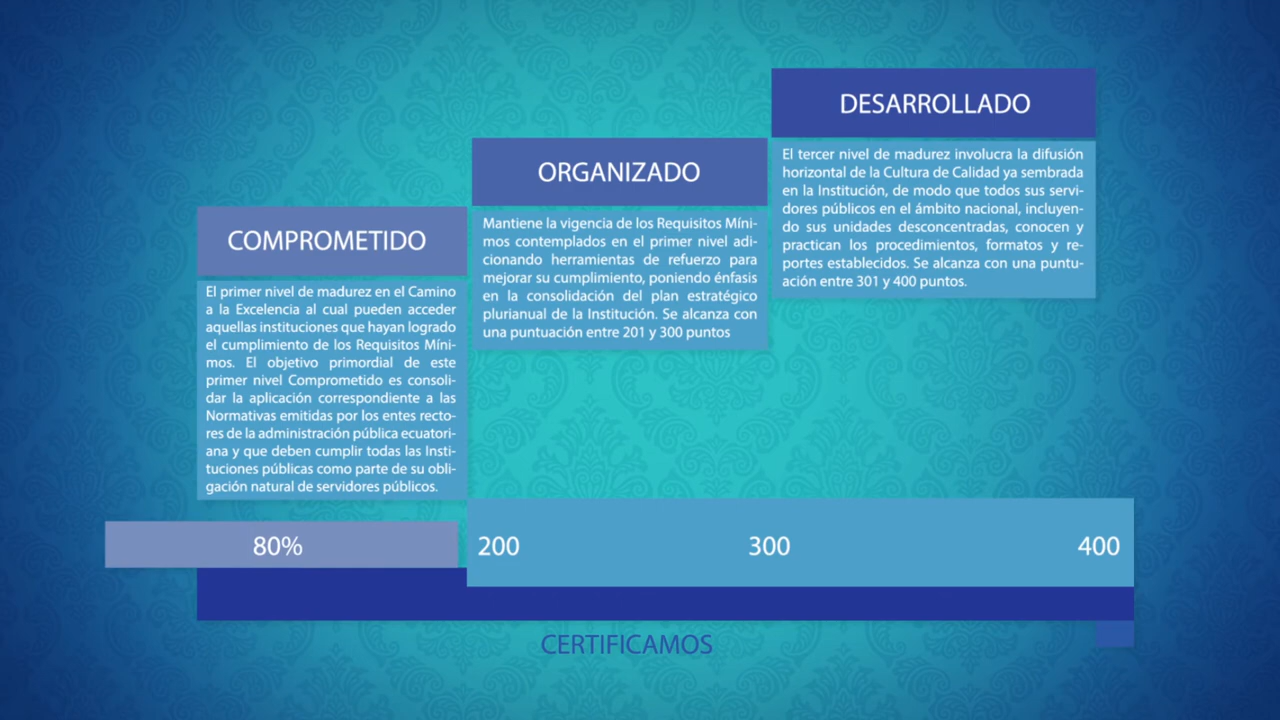 COMPROMETIDO
El primer nivel de madurez en el Camino
a la Excelencia al cual pueden acceder
aquellas instituciones que hayan logrado
el cumplimiento de los Requisitos Míni-
mos. El objetivo primordial de este
primer nivel Comprometido es consoli-
dar la aplicación correspondiente a las
Normativas emitidas por los entes recto-
res de la administración pública ecuatori-
ana y que deben cumplir todas las Insti-
tuciones públicas como parte de su obli-
gación natural de servidores públicos.
ORGANIZADO
Mantiene la vigencia de los Requisitos Míni-
mos contemplados en el primer nivel adi-
cionando herramientas de refuerzo para
mejorar su cumplimiento, poniendo énfasis
en la consolidación del plan estratégico
plurianual de la Institución. Se alcanza con
una puntuación entre 201 y 300 puntos
DESARROLLADO
El tercer nivel de madurez involucra la difusión
horizontal de la Cultura de Calidad ya sembrada
en la Institución, de modo que todos sus servi-
dores públicos en el ámbito nacional, incluyen-
do sus unidades desconcentradas, conocen y
practican los procedimientos, formatos y re-
portes establecidos. Se alcanza con una puntu-
ación entre 301 y 400 puntos.
80% 200 300 400
CERTIFICAMOS